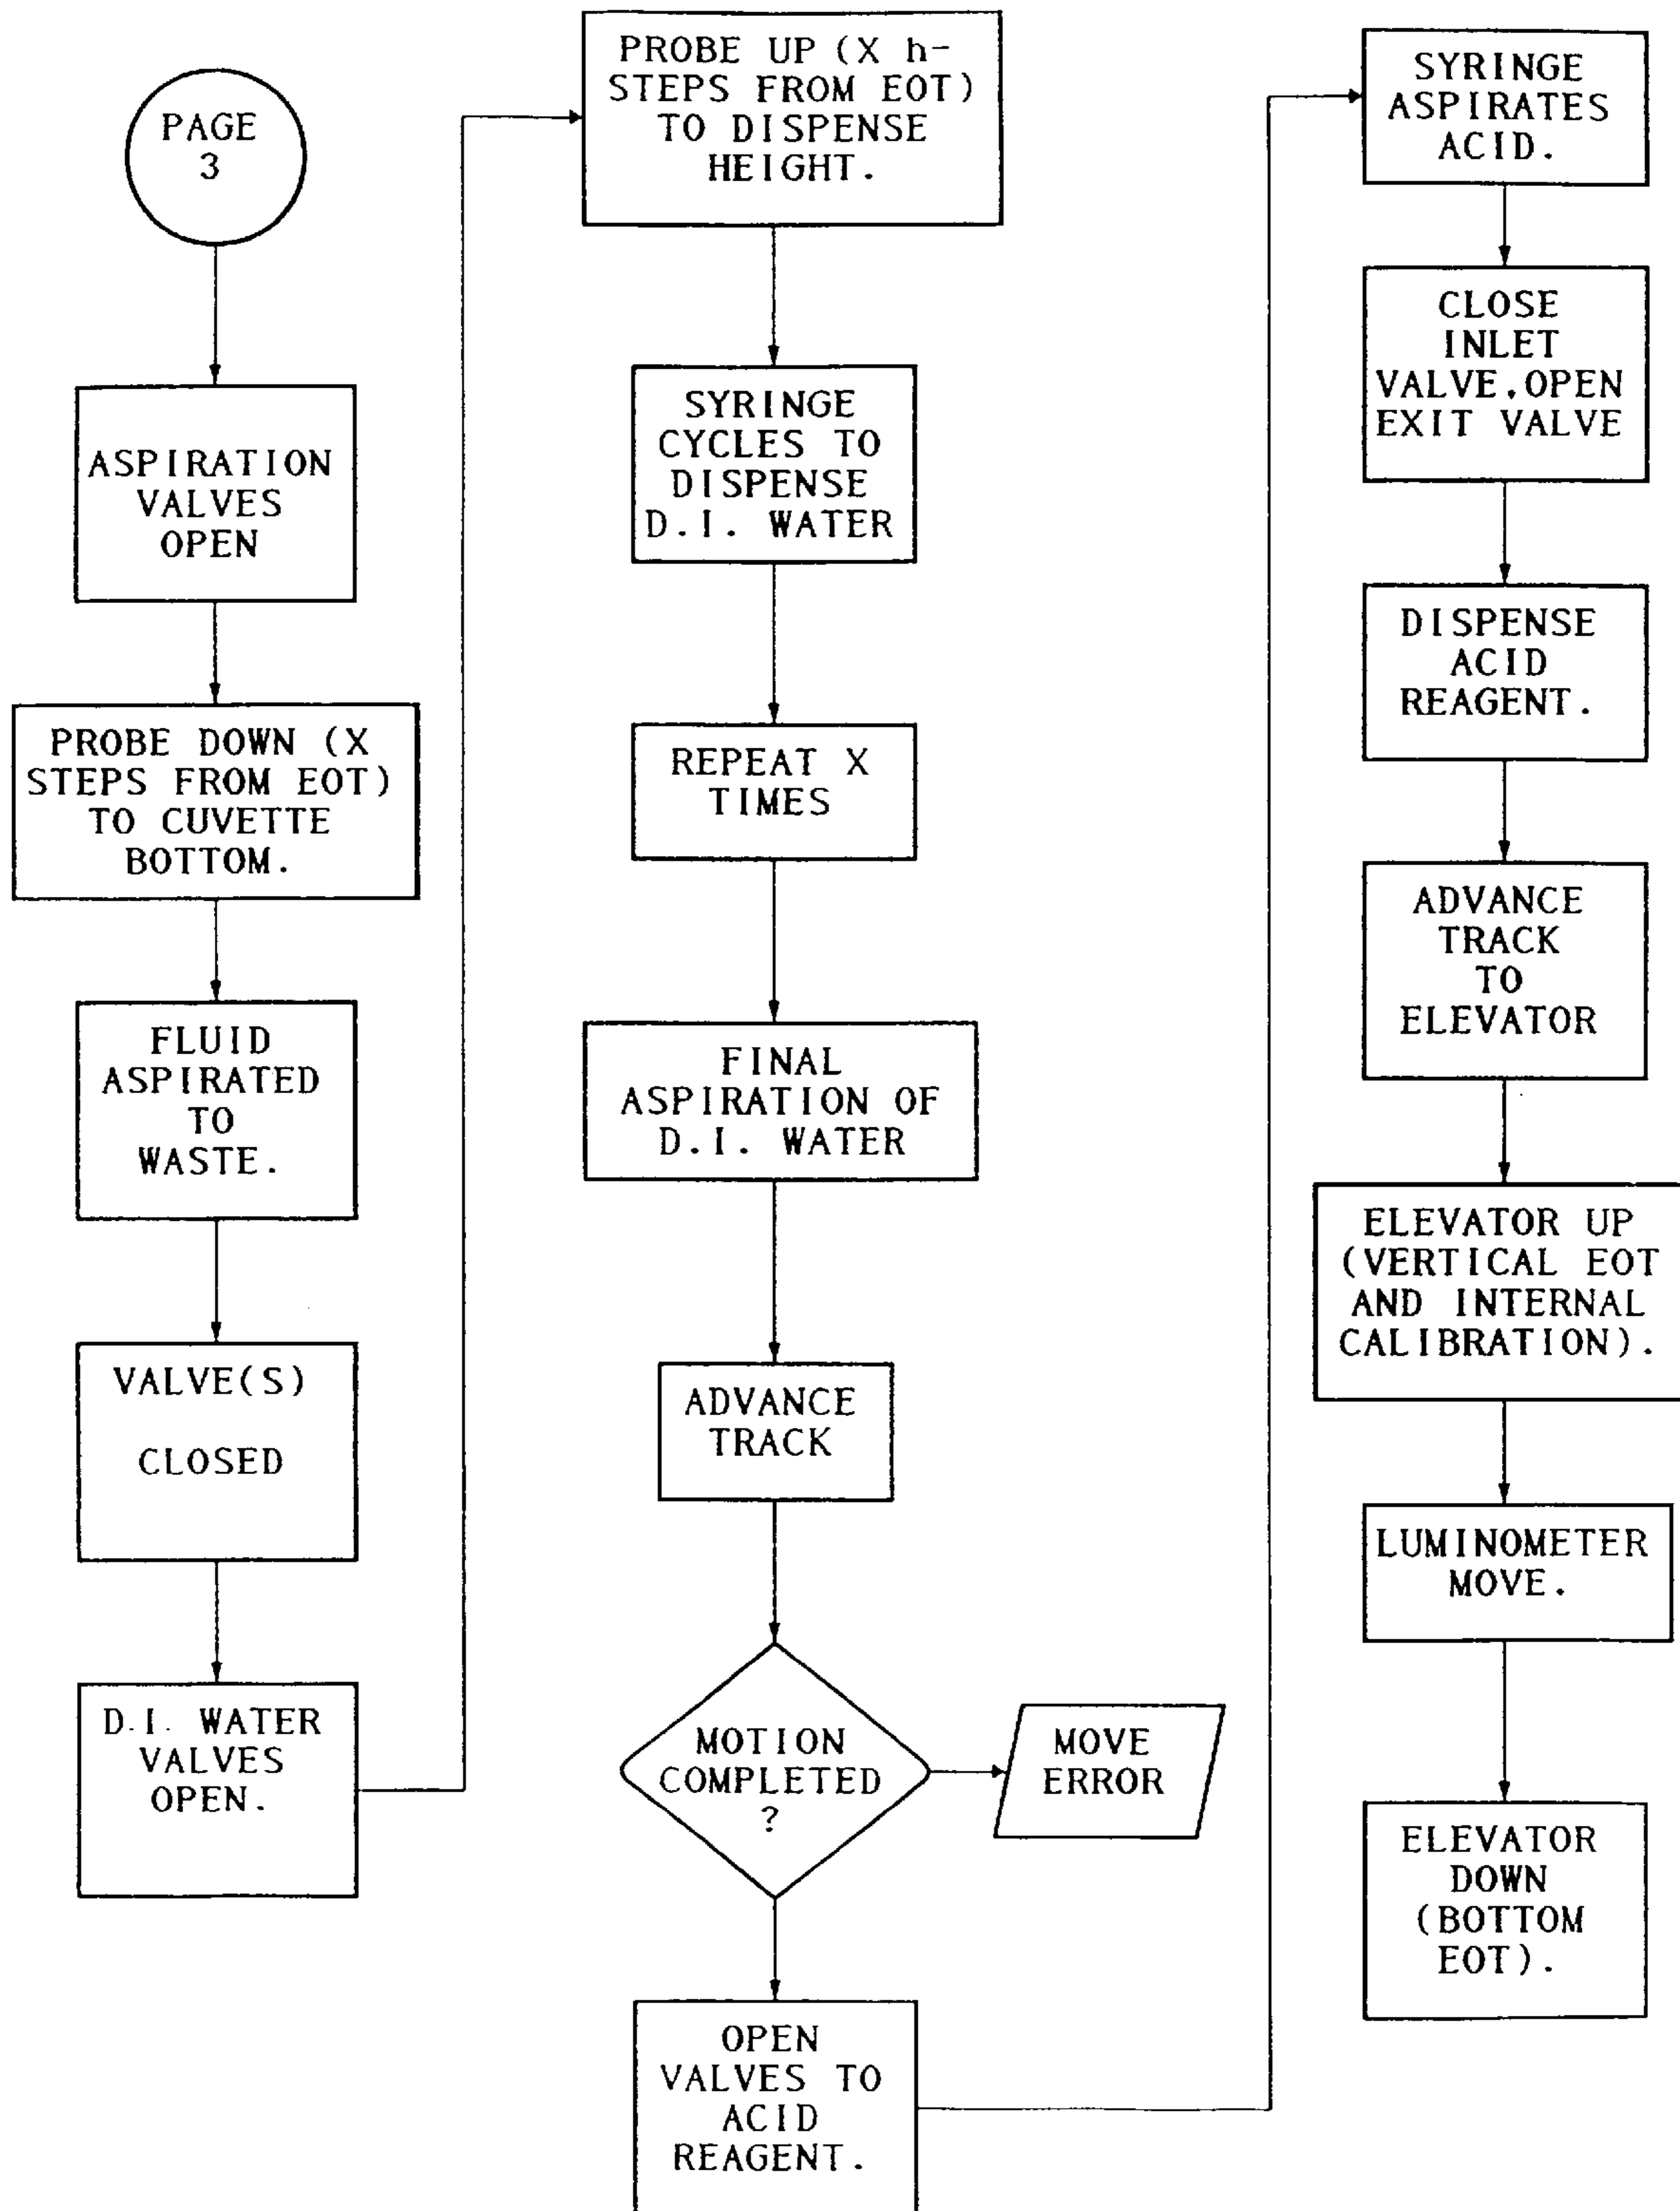 PAGE
3
ASPIRATION
VALVES
OPEN
PROBE DOWN (X
STEPS FROM EOT)
TO CUVETTE
BOTTOM.
FLUID
ASPIRATED
TO
WASTE.
VALVE(S)
CLOSED
D.I. WATER
VALVES
OPEN.
PROBE UP (X h-
STEPS FROM EOT)
TO DISPENSE
HEIGHT.
SYRINGE
CYCLES TO
DISPENSE
D.I. WATER
REPEAT X
TIMES
FINAL
ASPIRATION OF
D.I. WATER
ADVANCE
TRACK
MOTION
COMPLETED
?
MOVE
ERROR
OPEN
VALVES TO
ACID
REAGENT.
SYRINGE
ASPIRATES
ACID.
CLOSE
INLET
VALVE,OPEN
EXIT VALVE
DISPENSE
ACID
REAGENT.
ADVANCE
TRACK
TO
ELEVATOR
ELEVATOR UP
(VERTICAL EOT
AND INTERNAL
CALIBRATION).
LUMINOMETER
MOVE.
ELEVATOR
DOWN
(BOTTOM
EOT).